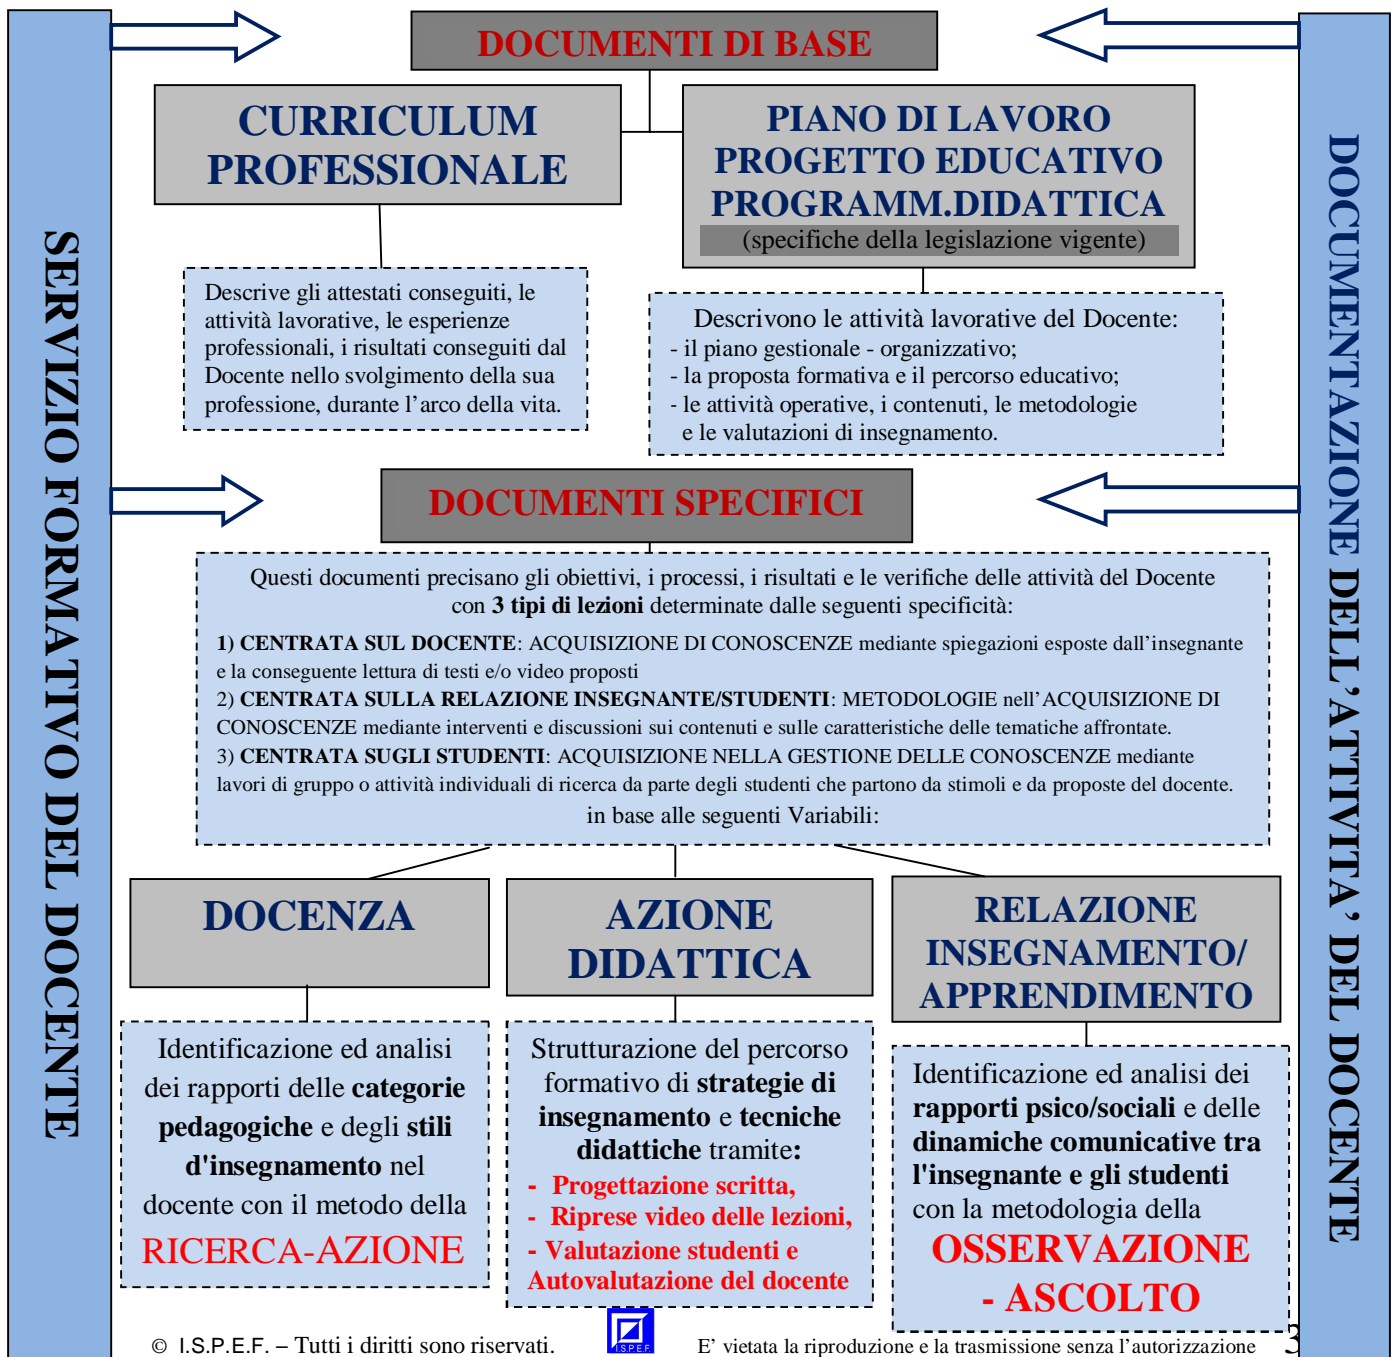 SERVIZIO FORMATIVO DEL DOCENTE
DOCUMENTI DI BASE
CURRICULUM
PROFESSIONALE
PIANO DI LAVORO
PROGETTO EDUCATIVO
PROGRAMM.DIDATTICA
(specifiche della legislazione vigente)
Descrive gli attestati conseguiti, le
attività lavorative, le esperienze
professionali, i risultati conseguiti dal
Docente nello svolgimento della sua
professione, durante l’arco della vita.
Descrivono le attività lavorative del Docente:
- il piano gestionale - organizzativo;
- la proposta formativa e il percorso educativo;
- le attività operative, i contenuti, le metodologie
e le valutazioni di insegnamento.
DOCUMENTI SPECIFICI
Questi documenti precisano gli obiettivi, i processi, i risultati e le verifiche delle attività del Docente
con 3 tipi di lezioni determinate dalle seguenti specificità:
1) CENTRATA SUL DOCENTE: ACQUISIZIONE DI CONOSCENZE mediante spiegazioni esposte dall’insegnante
e la conseguente lettura di testi e/o video proposti
2) CENTRATA SULLA RELAZIONE INSEGNANTE/STUDENTI: METODOLOGIE nell’ACQUISIZIONE DI
CONOSCENZE mediante interventi e discussioni sui contenuti e sulle caratteristiche delle tematiche affrontate.
3) CENTRATA SUGLI STUDENTI: ACQUISIZIONE NELLA GESTIONE DELLE CONOSCENZE mediante
lavori di gruppo o attività individuali di ricerca da parte degli studenti che partono da stimoli e da proposte del docente.
in base alle seguenti Variabili:
DOCENZA
Identificazione ed analisi
dei rapporti delle categorie
pedagogiche e degli stili
d'insegnamento nel
docente con il metodo della
RICERCA-AZIONE
AZIONE
DIDATTICA
Strutturazione del percorso
formativo di strategie di
insegnamento e tecniche
didattiche tramite:
- Progettazione scritta,
- Riprese video delle lezioni,
- Valutazione studenti e
Autovalutazione del docente
RELAZIONE
INSEGNAMENTO/
APPRENDIMENTO
Identificazione ed analisi dei
rapporti psico/sociali e delle
dinamiche comunicative tra
l'insegnante e gli studenti
con la metodologia della
OSSERVAZIONE
- ASCOLTO
DOCUMENTAZIONE DELL’ATTIVITA’ DEL DOCENTE
© I.S.P.E.F. – Tutti i diritti sono riservati.
I.S.P.E.F.
E’ vietata la riproduzione e la trasmissione senza l’autorizzazione
3